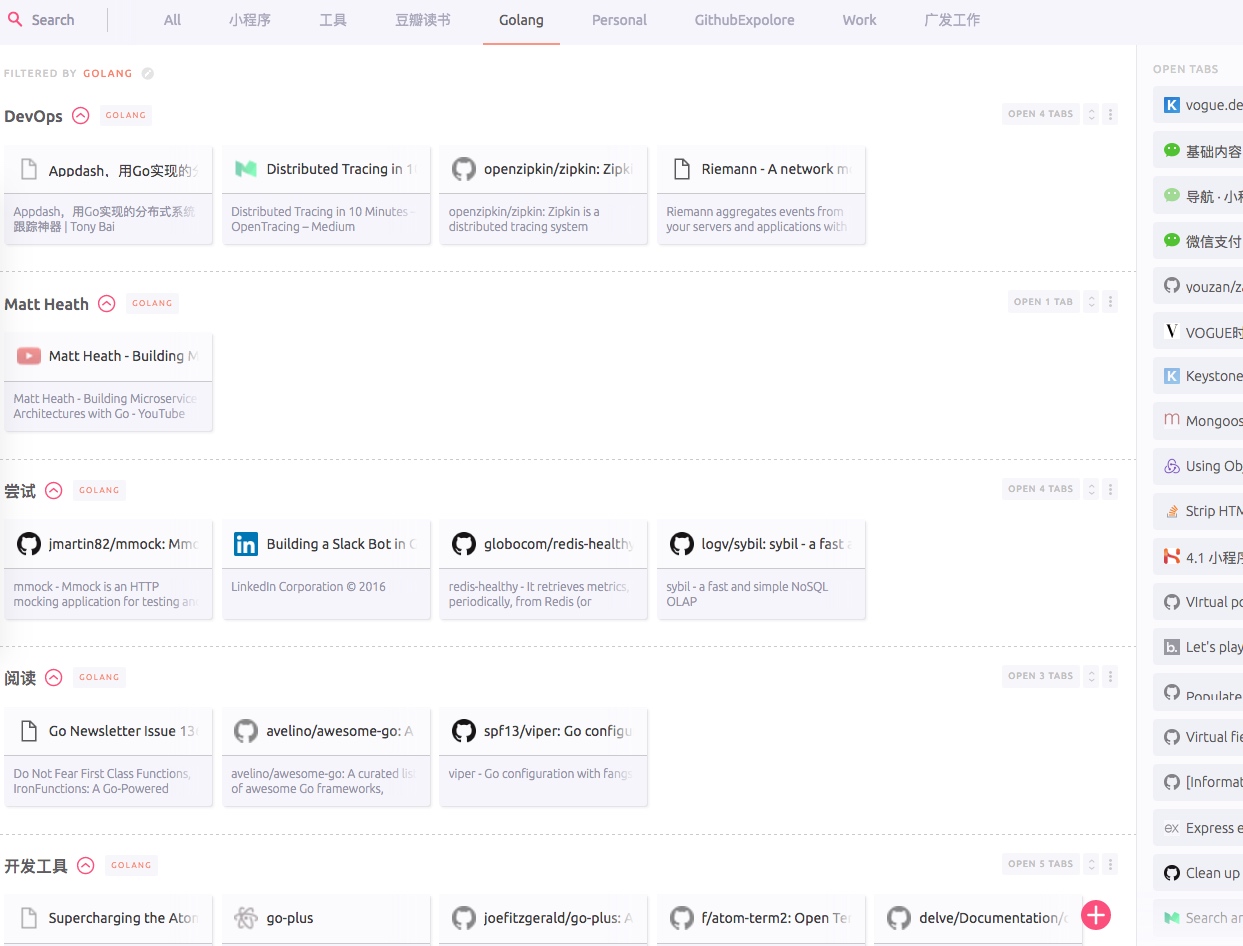 Search All 小程序 工具 豆瓣读书 Golang Personal GithubExpolore Work 广发工作
FILTERED BY GOLANG
DevOps GOLANG OPEN 4 TABS
Appdash，用Go实现的分
Appdash，用Go实现的分布式系统
跟踪神器 | Tony Bai
Distributed Tracing in 1
Distributed Tracing in 10 Minutes -
OpenTracing – Medium
openzipkin/zipkin: Zipk
openzipkin/zipkin: Zipkin is a
distributed tracing system
Riemann - A network m
Riemann aggregates events from
your servers and applications with
Matt Heath GOLANG OPEN 1 TAB
Matt Heath - Building M
Matt Heath - Building Microservice
Architectures with Go - YouTube
尝试 GOLANG OPEN 4 TABS
jmartin82/mmock: Mmo
mmock - Mmock is an HTTP
mocking application for testing an
Building a Slack Bot in
LinkedIn Corporation © 2016
globocom/redis-healthy
redis-healthy - It retrieves metrics,
periodically, from Redis (or
logv/sybil: sybil - a fast a
sybil - a fast and simple NoSQL
OLAP
阅读 GOLANG OPEN 3 TABS
Go Newsletter Issue 13
Do Not Fear First Class Functions,
IronFunctions: A Go-Powered
avelino/awesome-go: A
avelino/awesome-go: A curated lis
of awesome Go frameworks,
spf13/viper: Go configu
viper - Go configuration with fangs
开发工具 GOLANG OPEN 5 TABS
Supercharging the Ato
go-plus
joefitzgerald/go-plus: A
f/atom-term2: Open Te
delve/Documentation/
OPEN TABS
vogue.de
基础内容
导航 · 小程
微信支付
youzan/z
VOGUE时
Keystone
Mongoos
Using Ob
Strip HTM
4.1 小程序
VIrtual po
Let's play
Populate
Virtual fie
[Informat
Express e
Clean up
Search ar